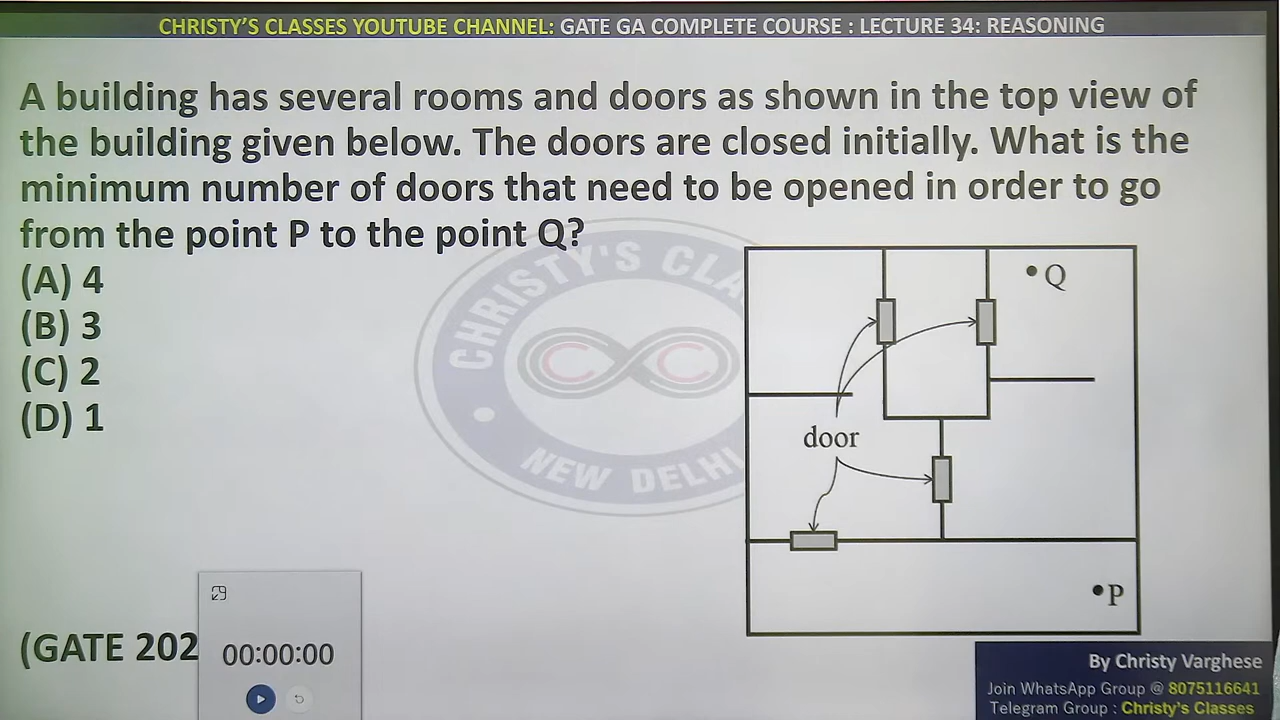 CHRISTY'S CLASSES YOUTUBE CHANNEL: GATE GA COMPLETE COURSE : LECTURE 34: REASONING
A building has several rooms and doors as shown in the top view of
the building given below. The doors are closed initially. What is the
minimum number of doors that need to be opened in order to go
from the point P to the point Q?
(A) 4
(B) 3
(C) 2
(D) 1
CHRISTY'S CLA
C C
NEW DELHI
Q
door
P
(GATE 202
00:00:00
By Christy Varghese
Join WhatsApp Group @ 8075116641
Telegram Group : Christy's Classes